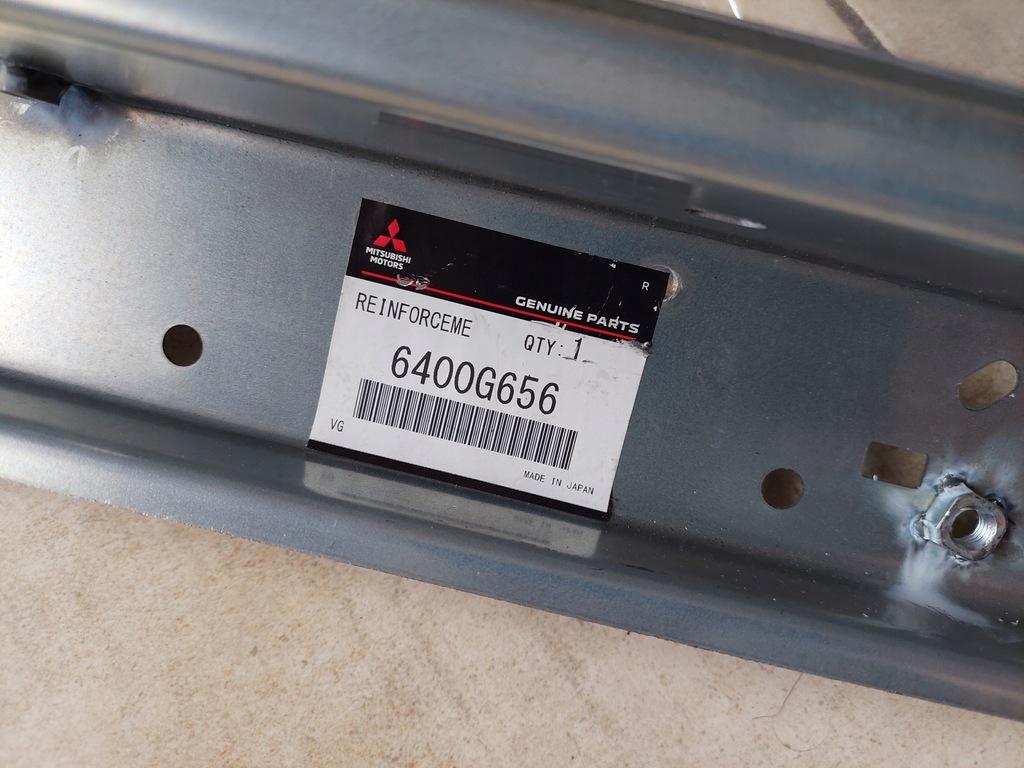 MITSUBISHI
MOTORS
R
GENUINE PARTS
REINFORCEME
QTY: 1
6400G656
VG
MADE IN JAPAN